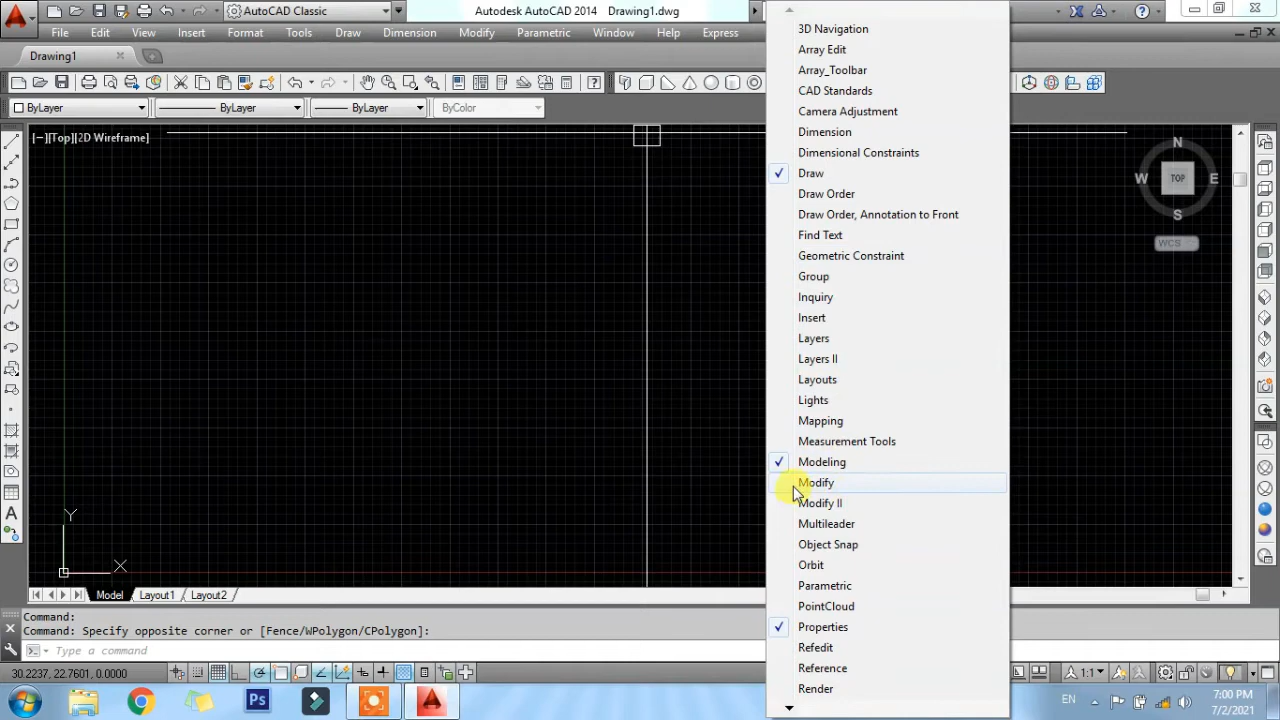 AutoCAD Classic
Autodesk AutoCAD 2014 Drawing1.dwg
File Edit View Insert Format Tools Draw Dimension Modify Parametric Window Help Express
Drawing1
ByLayer ByLayer ByLayer ByColor
[−][Top][2D Wireframe]
N
W TOP E
S
WCS
3D Navigation
Array Edit
Array_Toolbar
CAD Standards
Camera Adjustment
Dimension
Dimensional Constraints
Draw
Draw Order
Draw Order, Annotation to Front
Find Text
Geometric Constraint
Group
Inquiry
Insert
Layers
Layers II
Layouts
Lights
Mapping
Measurement Tools
Modeling
Modify
Modify II
Multileader
Object Snap
Orbit
Parametric
PointCloud
Properties
Refedit
Reference
Render
A
Y
X
Model Layout1 Layout2
Command:
Command: Specify opposite corner or [Fence/WPolygon/CPolygon]:
Type a command
30.2237, 22.7601, 0.0000
1:1
Ps
EN
7:00 PM
7/2/2021